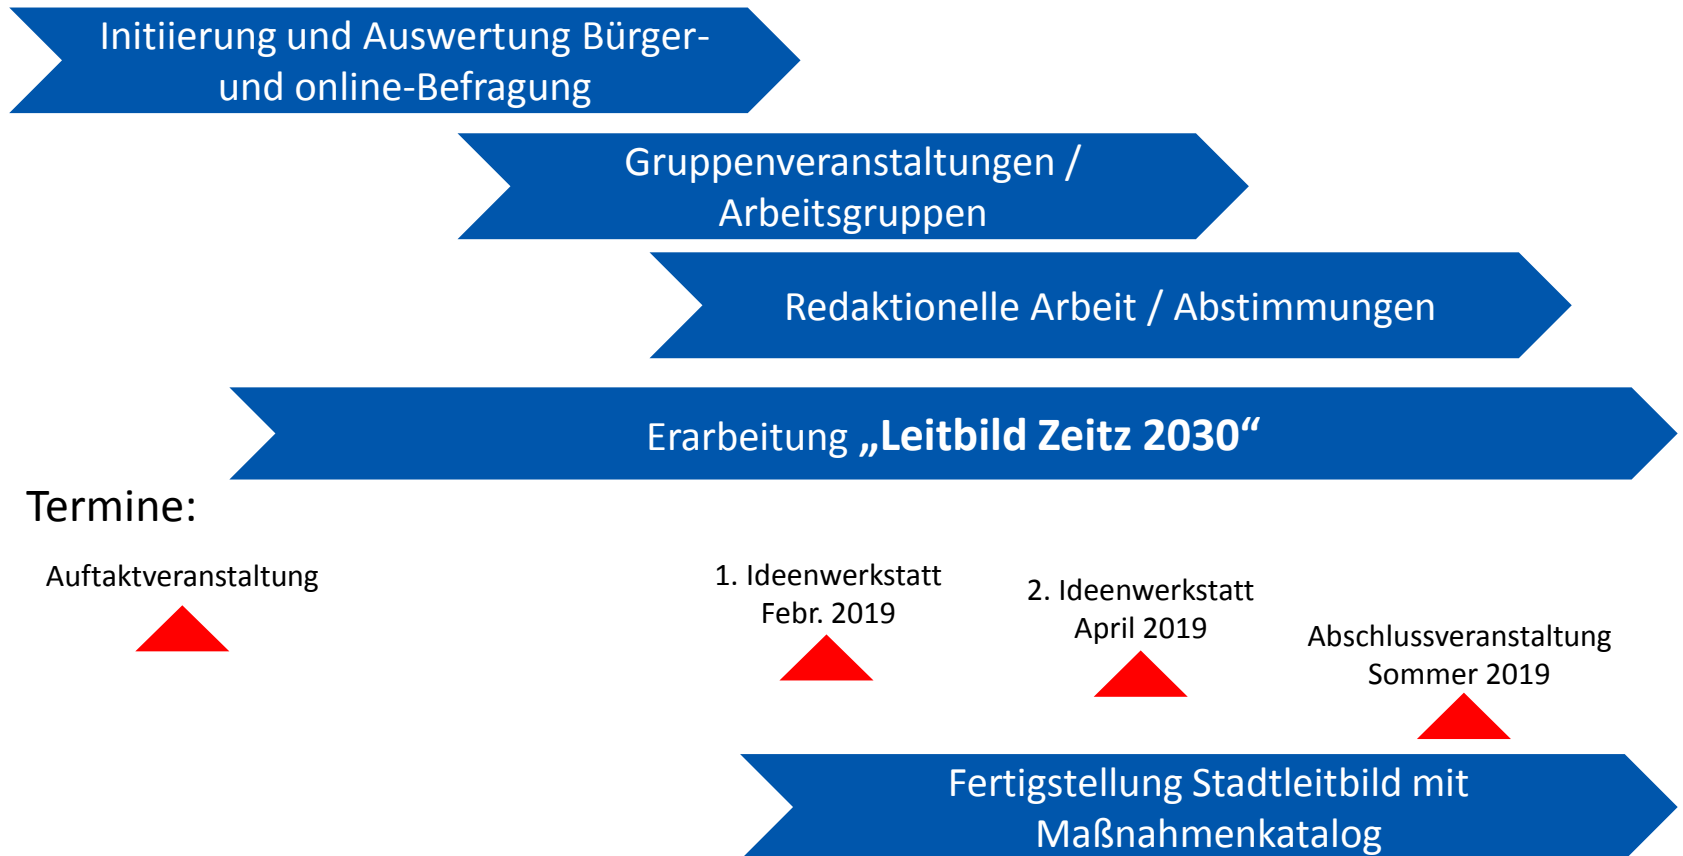 Initiierung und Auswertung Bürger-
und online-Befragung
Gruppenveranstaltungen /
Arbeitsgruppen
Redaktionelle Arbeit / Abstimmungen
Erarbeitung „Leitbild Zeitz 2030“
Termine:
Auftaktveranstaltung
1. Ideenwerkstatt
Febr. 2019
2. Ideenwerkstatt
April 2019
Abschlussveranstaltung
Sommer 2019
Fertigstellung Stadtleitbild mit
Maßnahmenkatalog